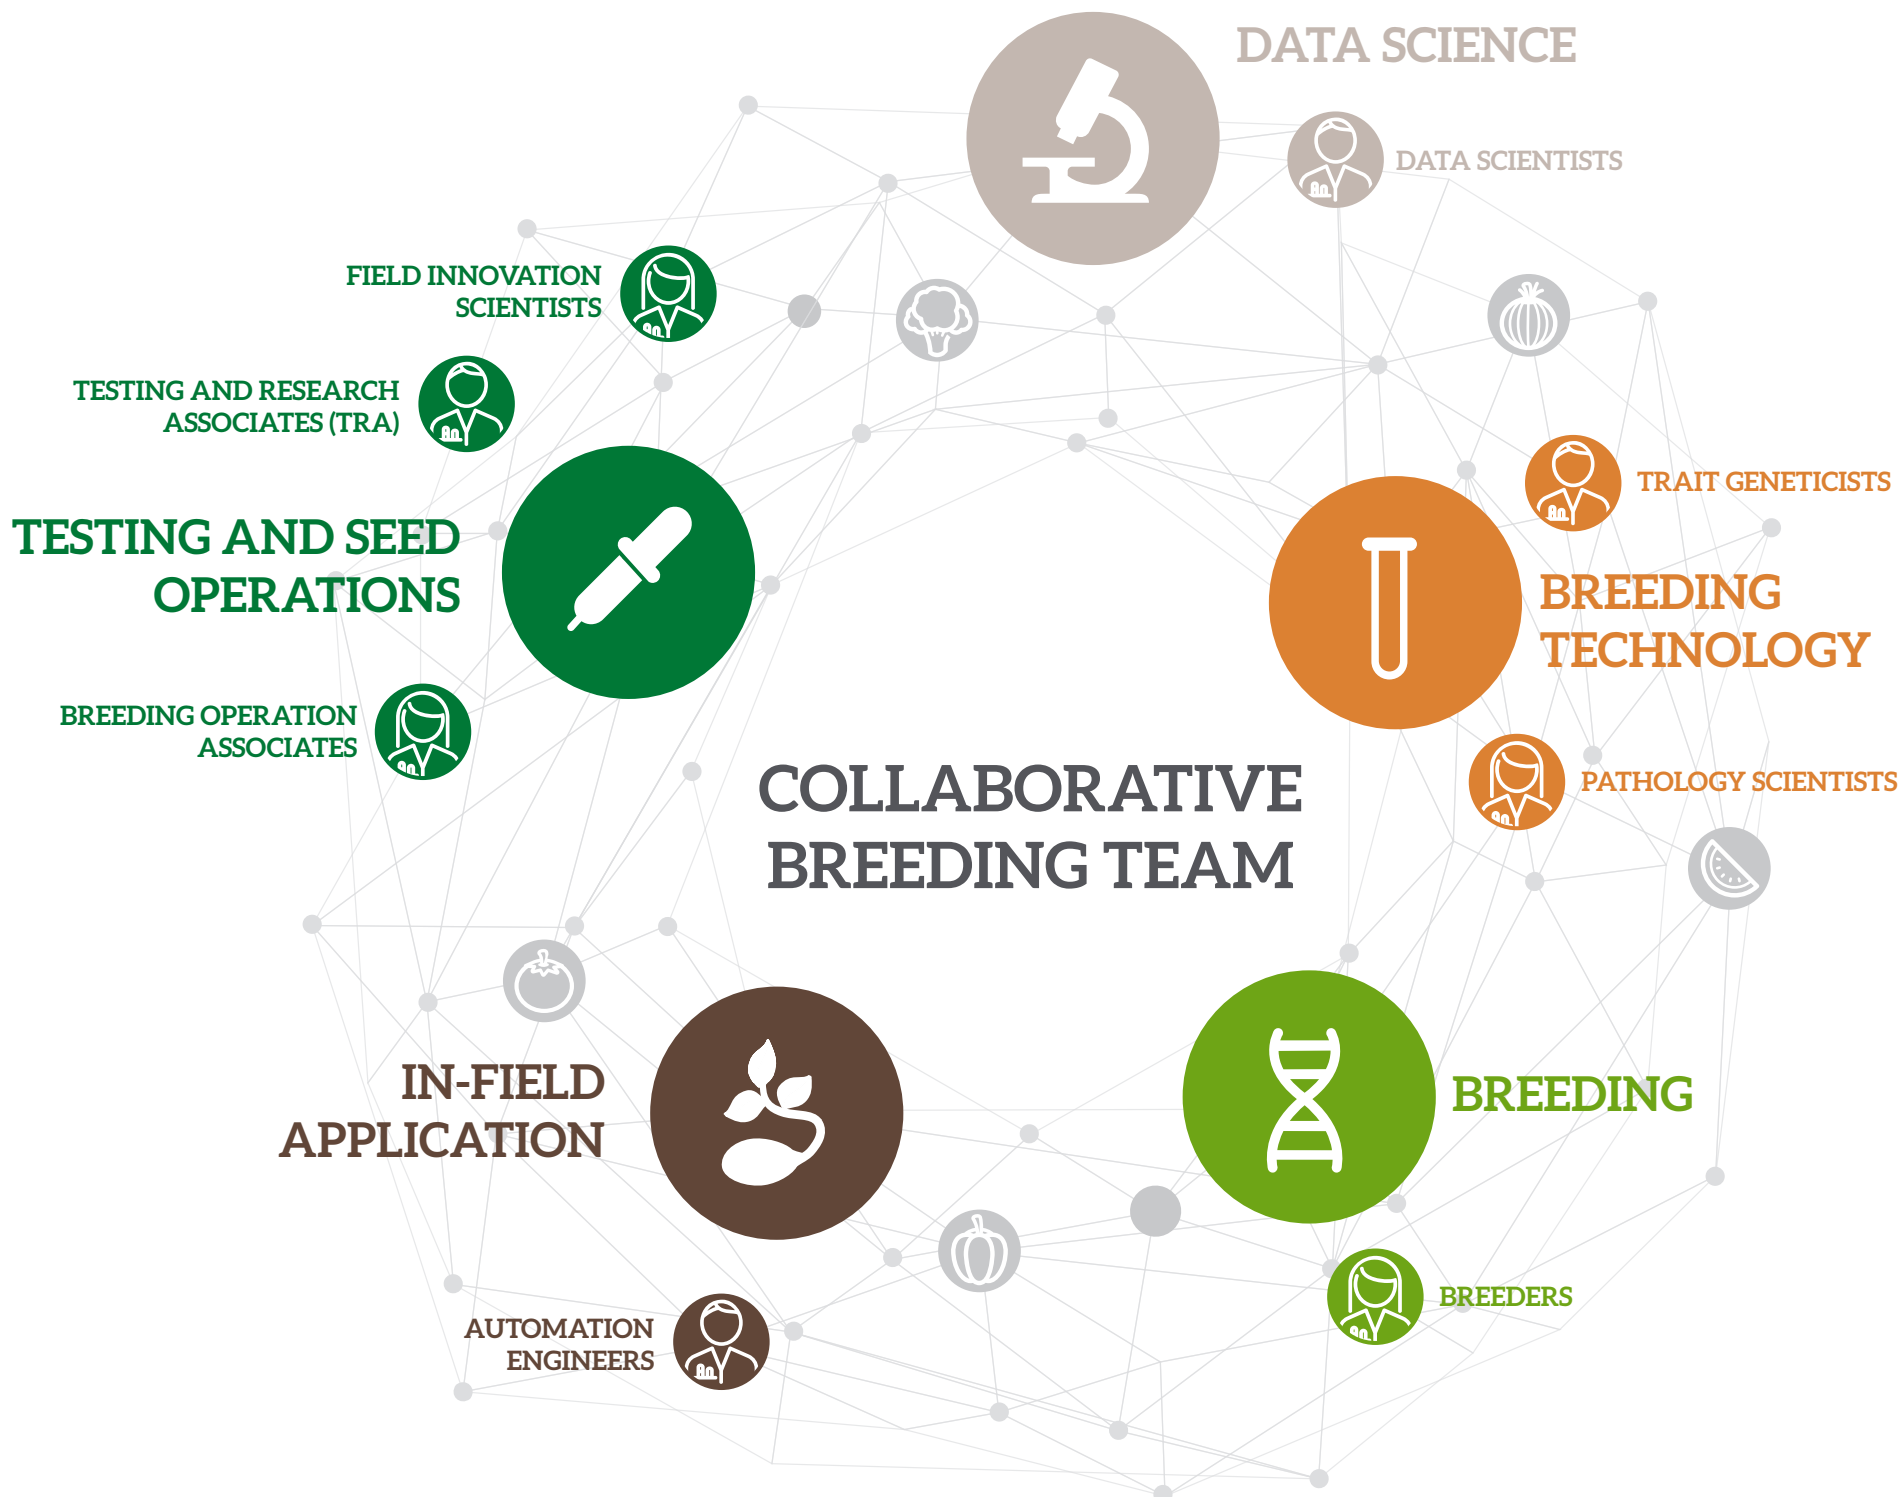 DATA SCIENCE
DATA SCIENTISTS
FIELD INNOVATION
SCIENTISTS
TESTING AND RESEARCH
ASSOCIATES (TRA)
TESTING AND SEED
OPERATIONS
BREEDING OPERATION
ASSOCIATES
TRAIT GENETICISTS
BREEDING
TECHNOLOGY
PATHOLOGY SCIENTISTS
COLLABORATIVE
BREEDING TEAM
IN-FIELD
APPLICATION
AUTOMATION
ENGINEERS
BREEDING
BREEDERS